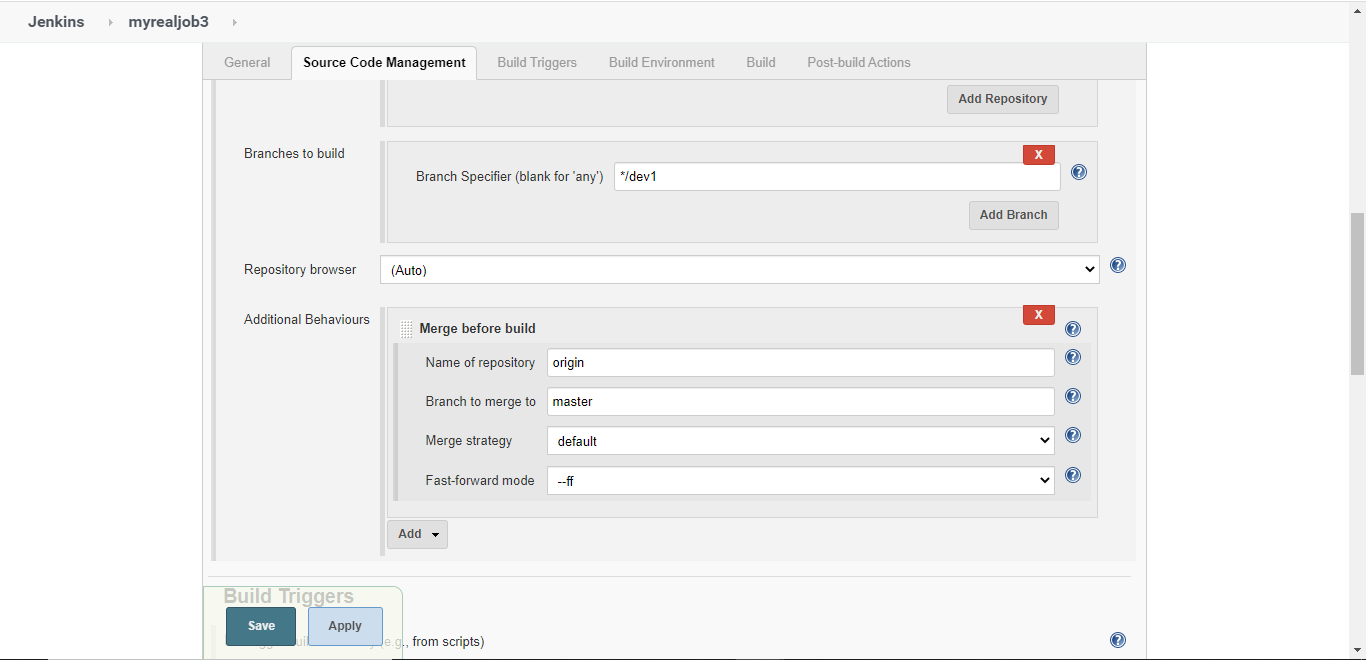 Jenkins myrealjob3
General Source Code Management Build Triggers Build Environment Build Post-build Actions
Add Repository
Branches to build
X
Branch Specifier (blank for 'any') */dev1
Add Branch
Repository browser (Auto)
Additional Behaviours
X
Merge before build
Name of repository origin
Branch to merge to master
Merge strategy default
Fast-forward mode --ff
Add
Build Triggers
Save Apply
, from scripts)